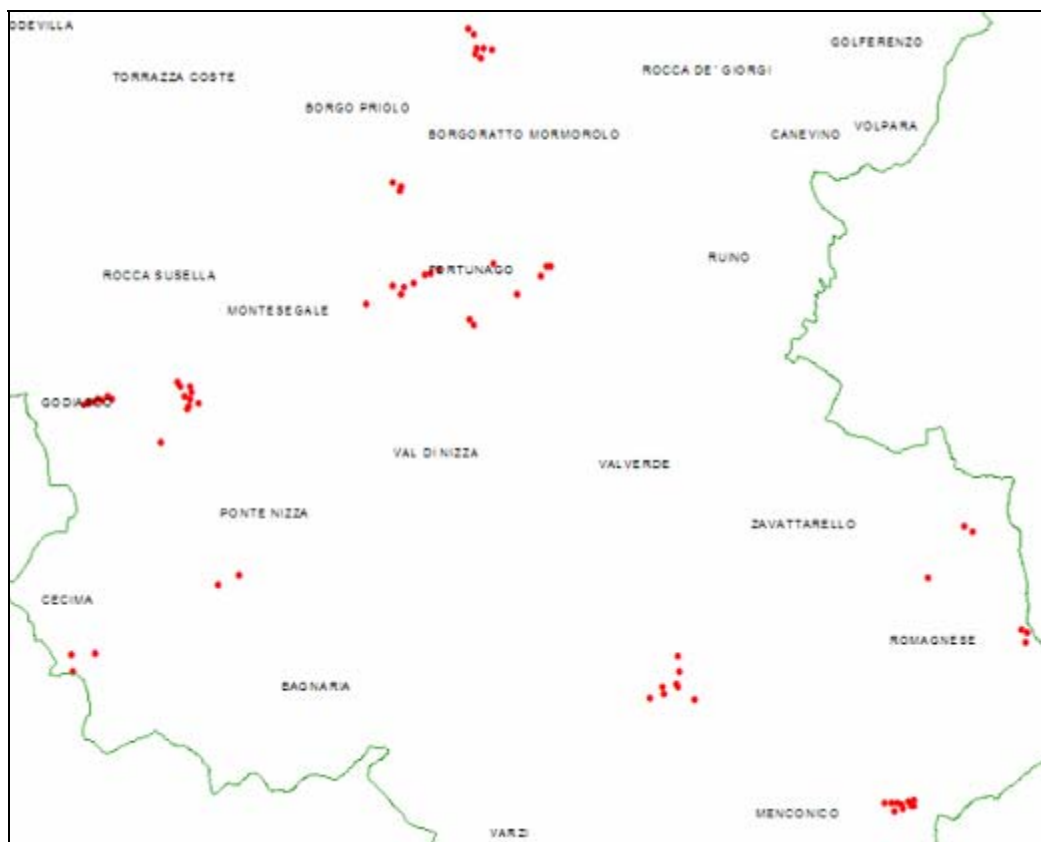 ODEVILLA
GOLFERENZO
ROCCA DE' GIORGI
TORRAZZA COSTE
BORGO PRIOLO
VOLPARA
BORGORATTO MORMOROLO
CANEVINO
RUINO
FORTUNAGO
ROCCA SUSELLA
MONTESEGALE
GODIASCO
VAL DI NIZZA
VALVERDE
PONTE NIZZA
ZAVATTARELLO
CECIMA
ROMAGNESE
BAGNARIA
MENCONICO
VARZI